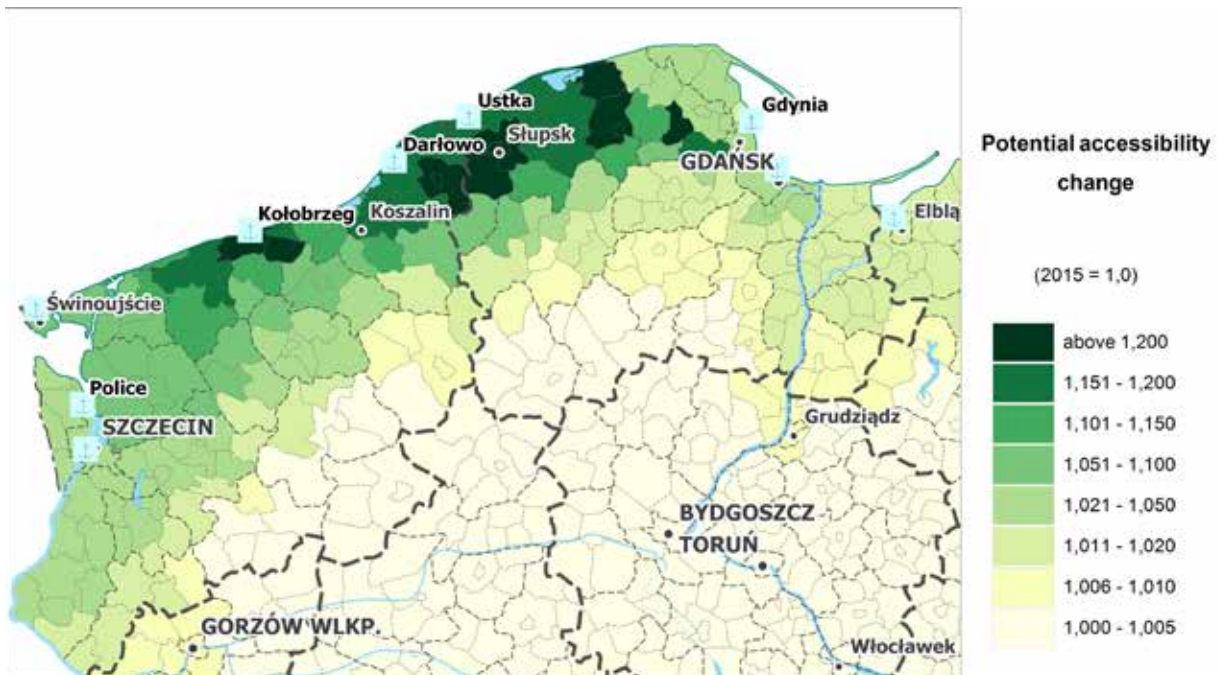 Ustka
Gdynia
Słupsk
Darłowo
GDAŃSK
Kołobrzeg
Koszalin
Elblą
Świnoujście
Police
SZCZECIN
Grudziądz
BYDGOSZCZ
TORUŃ
GORZÓW WLKP.
Włocławek
Potential accessibility
change
(2015 = 1,0)
above 1,200
1,151 - 1,200
1,101 - 1,150
1,051 - 1,100
1,021 - 1,050
1,011 - 1,020
1,006 - 1,010
1,000 - 1,005